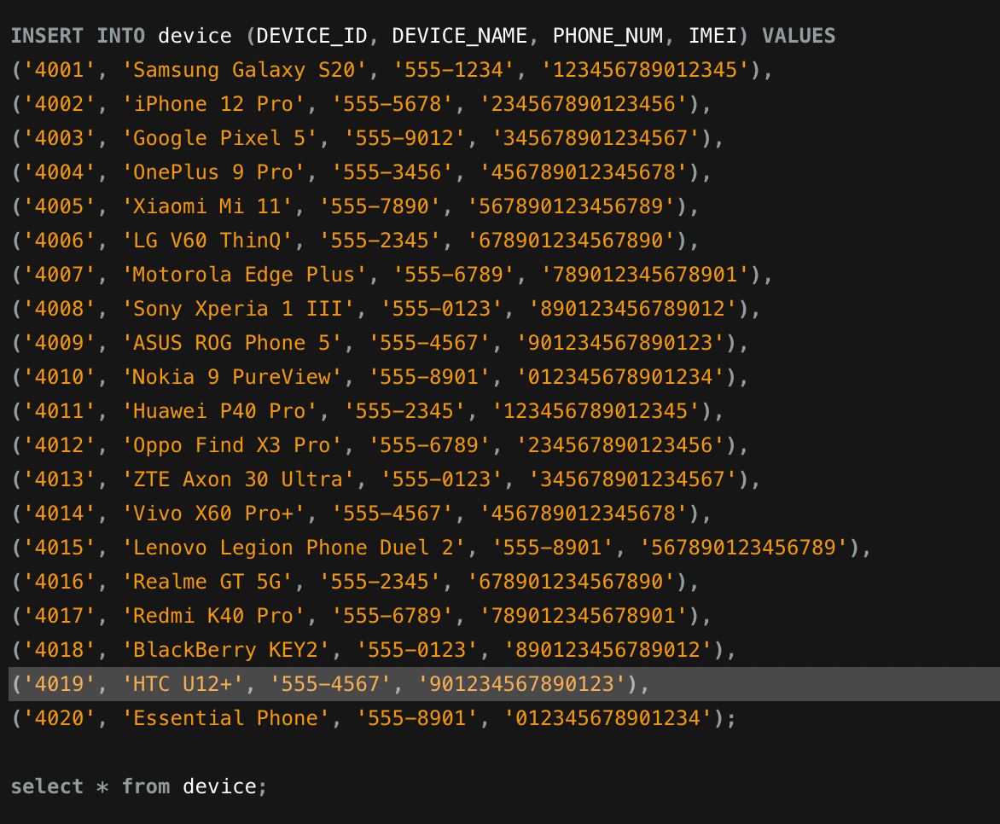 INSERT INTO device (DEVICE_ID, DEVICE_NAME, PHONE_NUM, IMEI) VALUES
('4001', 'Samsung Galaxy S20', '555-1234', '123456789012345'),
('4002', 'iPhone 12 Pro', '555-5678', '234567890123456'),
('4003', 'Google Pixel 5', '555-9012', '345678901234567'),
('4004', 'OnePlus 9 Pro', '555-3456', '456789012345678'),
('4005', 'Xiaomi Mi 11', '555-7890', '567890123456789'),
('4006', 'LG V60 ThinQ', '555-2345', '678901234567890'),
('4007', 'Motorola Edge Plus', '555-6789', '789012345678901'),
('4008', 'Sony Xperia 1 III', '555-0123', '890123456789012'),
('4009', 'ASUS ROG Phone 5', '555-4567', '901234567890123'),
('4010', 'Nokia 9 PureView', '555-8901', '012345678901234'),
('4011', 'Huawei P40 Pro', '555-2345', '123456789012345'),
('4012', 'Oppo Find X3 Pro', '555-6789', '234567890123456'),
('4013', 'ZTE Axon 30 Ultra', '555-0123', '345678901234567'),
('4014', 'Vivo X60 Pro+', '555-4567', '456789012345678'),
('4015', 'Lenovo Legion Phone Duel 2', '555-8901', '567890123456789'),
('4016', 'Realme GT 5G', '555-2345', '678901234567890'),
('4017', 'Redmi K40 Pro', '555-6789', '789012345678901'),
('4018', 'BlackBerry KEY2', '555-0123', '890123456789012'),
('4019', 'HTC U12+', '555-4567', '901234567890123'),
('4020', 'Essential Phone', '555-8901', '012345678901234');
select * from device;